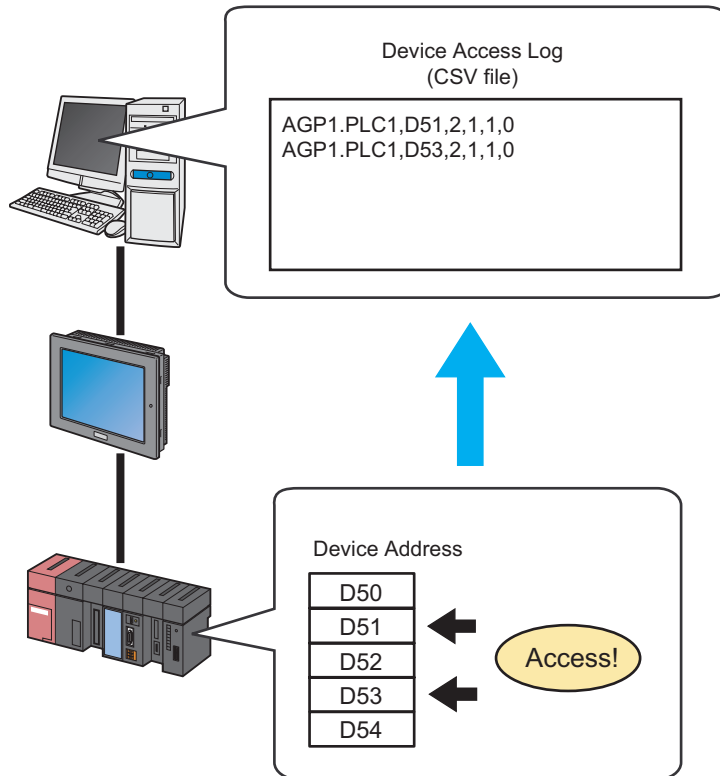 Device Access Log
(CSV file)
AGP1.PLC1,D51,2,1,1,0
AGP1.PLC1,D53,2,1,1,0
Device Address
D50
D51
D52
D53
D54
Access!